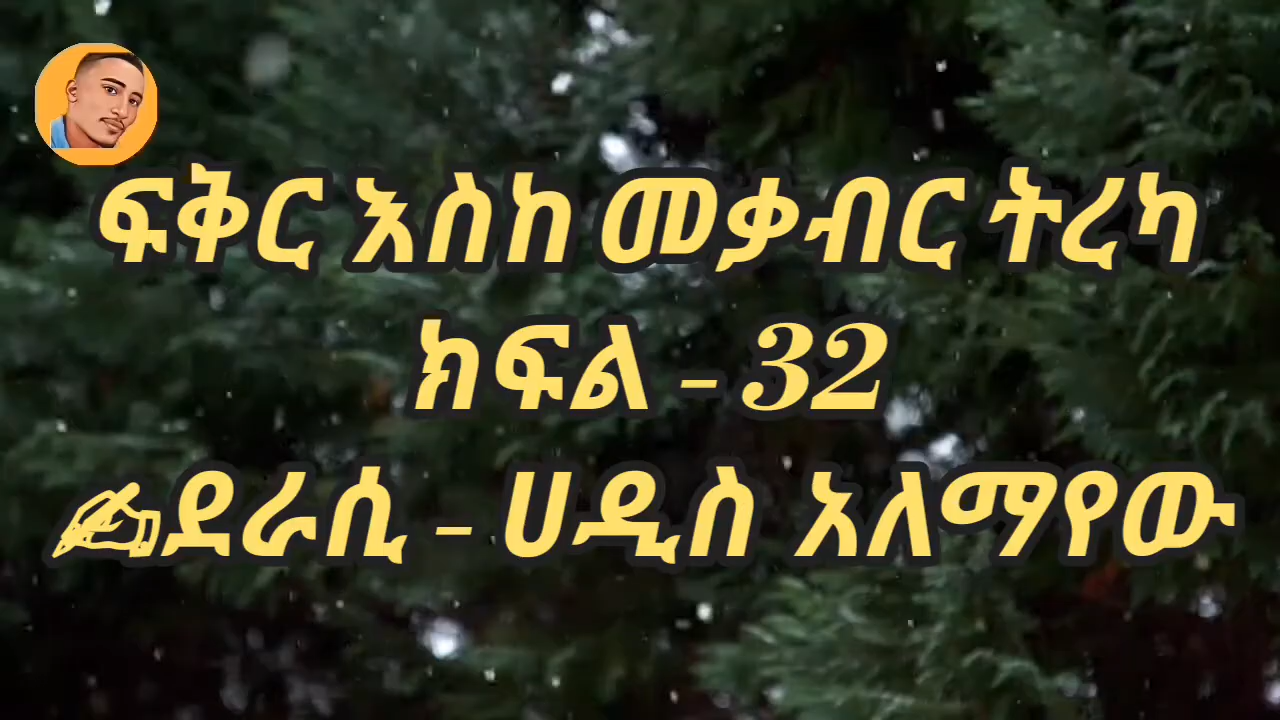 ፍቅር እስከ መቃብር ትረካ
ክፍል - 32
✍ደራሲ - ሀዲስ አለማየው